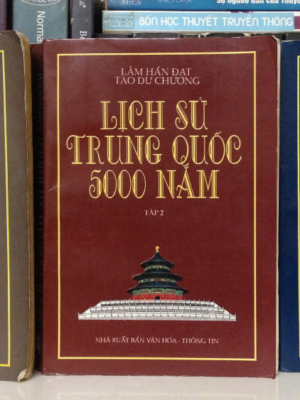 BỐN HỌC THUYẾT TRUYỀN THÔNG
LÂM HÁN ĐẠT
TÀO DƯ CHƯƠNG
LỊCH SỬ
TRUNG QUỐC
5000 NĂM
TẬP 2
NHÀ XUẤT BẢN VĂN HÓA - THÔNG TIN